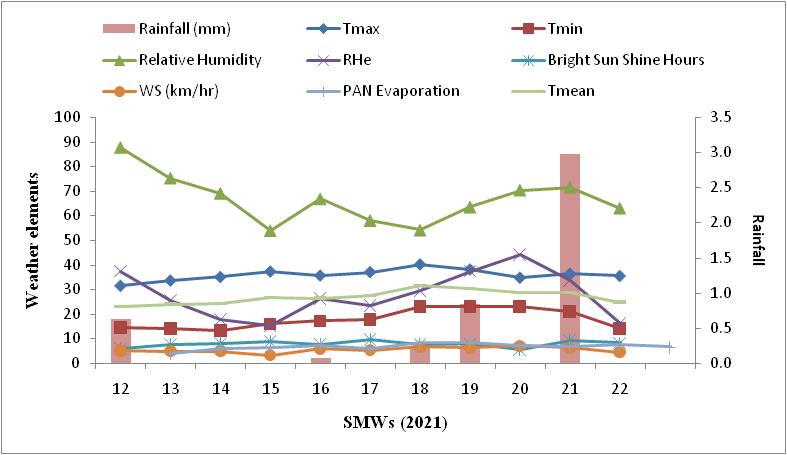 Rainfall (mm) Tmax Tmin
Relative Humidity RHe Bright Sun Shine Hours
WS (km/hr) PAN Evaporation Tmean
100 3.5
90
80 3.0
70 2.5
60 2.0
50
40 1.5
30 1.0
20
10 0.5
0 0.0
Weather elements
Rainfall
12 13 14 15 16 17 18 19 20 21 22
SMWs (2021)